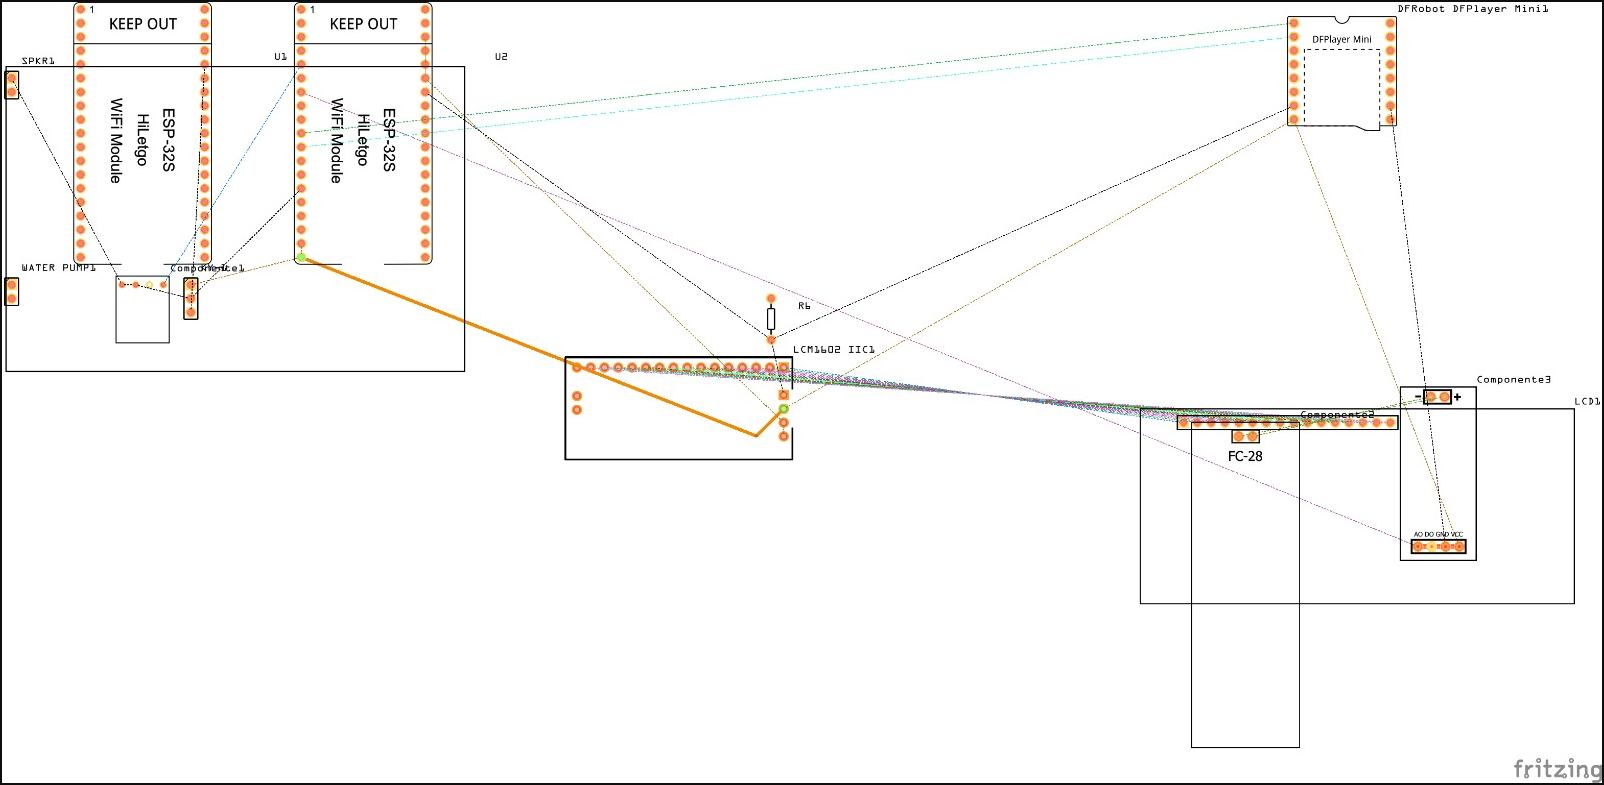 1
KEEP OUT
1
KEEP OUT
DFRobot DFPlayer Mini1
DFPlayer Mini
SPKR1
U1
U2
ESP-32S
HiLetgo
WiFi Module
ESP-32S
HiLetgo
WiFi Module
WATER PUMP1
Componente1
R6
LCM1602 IIC1
Componente3
- +
LCD1
Componente2
FC-28
AO DO GND VCC
fritzing